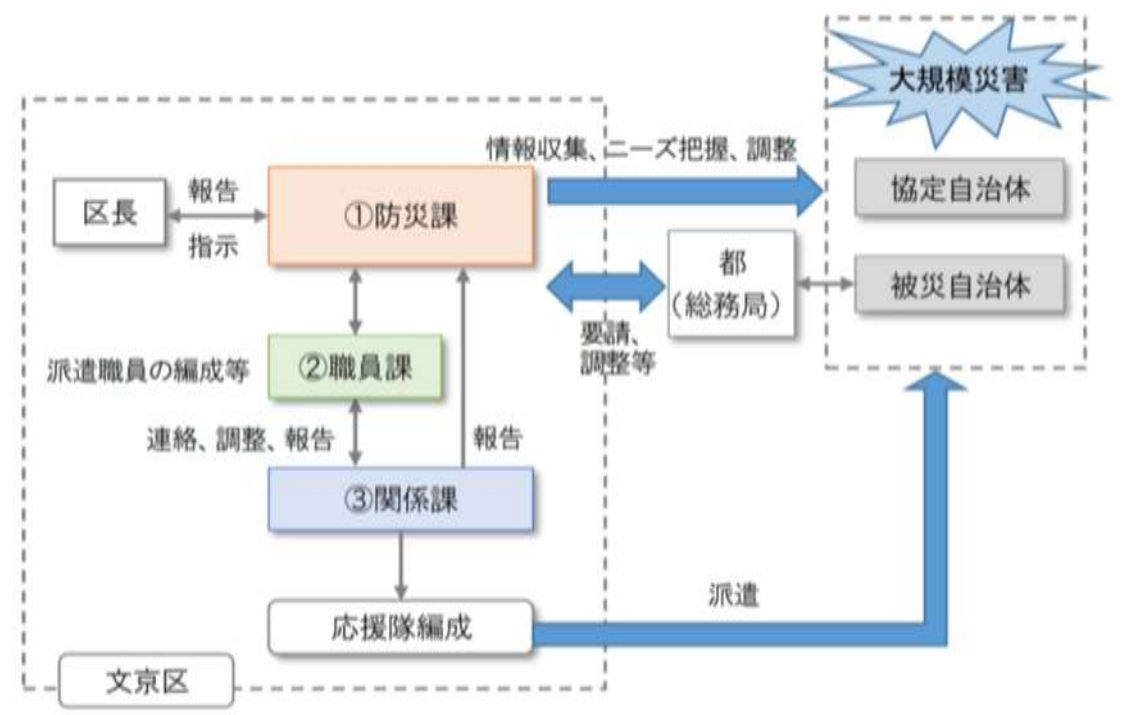 大規模災害
情報収集、ニーズ把握、調整
協定自治体
区長
報告
指示
①防災課
都
（総務局）
被災自治体
要請、
調整等
派遣職員の編成等
②職員課
連絡、調整、報告
報告
③関係課
派遣
応援隊編成
文京区